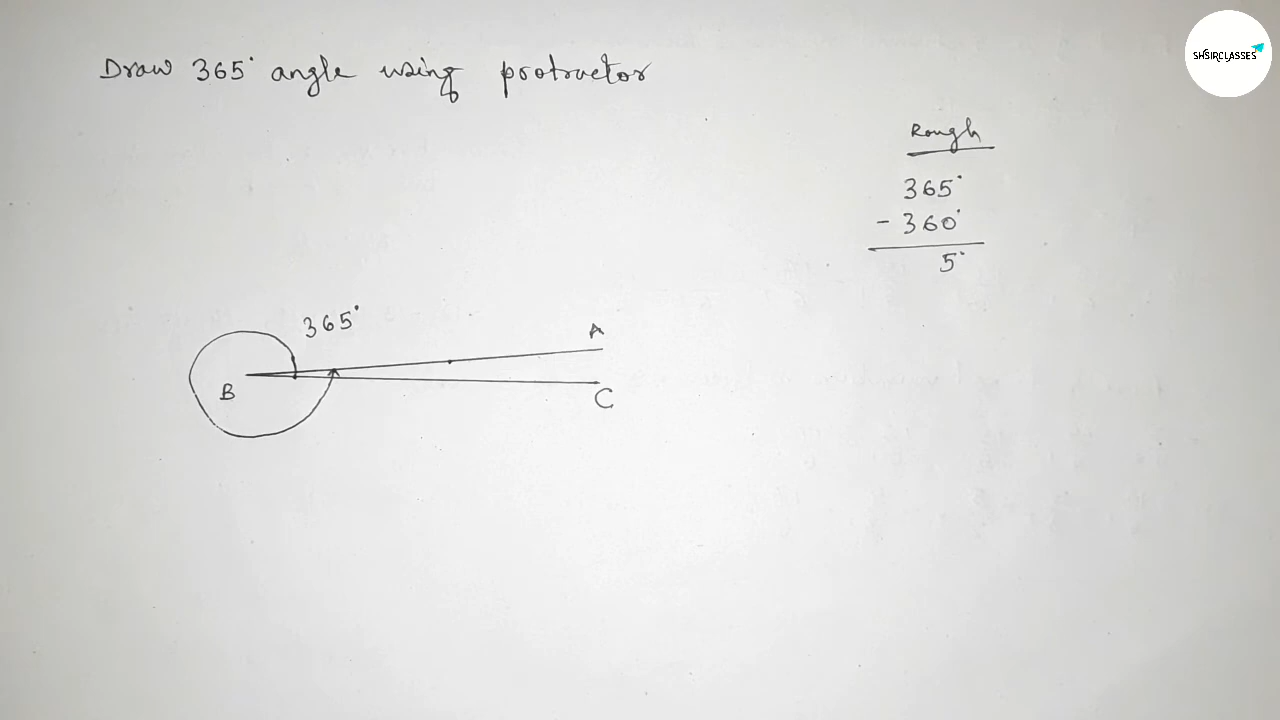 Draw 365° angle using protractor
SHSIRCLASSES
Rough
365°
- 360°
5°
365°
A
B
C